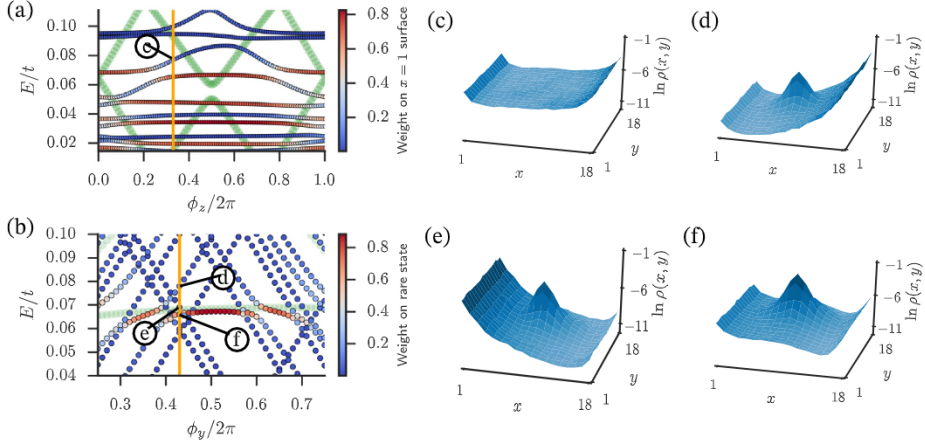 (a)
0.10
0.08
0.06
0.04
0.02
E/t
0.0
0.2
0.4
0.6
0.8
1.0
ϕ_z/2π
c
0.8
0.6
0.4
0.2
Weight on x = 1 surface
(b)
0.10
0.09
0.08
0.07
0.06
0.05
0.04
E/t
0.3
0.4
0.5
0.6
0.7
ϕ_y/2π
d
e
f
0.8
0.6
0.4
0.2
Weight on rare state
(c)
−1
−6
−11
ln ρ(x, y)
18
y
1
1
x
18
(d)
−1
−6
−11
ln ρ(x, y)
18
y
1
1
x
18
(e)
−1
−6
−11
ln ρ(x, y)
18
y
1
1
x
18
(f)
−1
−6
−11
ln ρ(x, y)
18
y
1
1
x
18